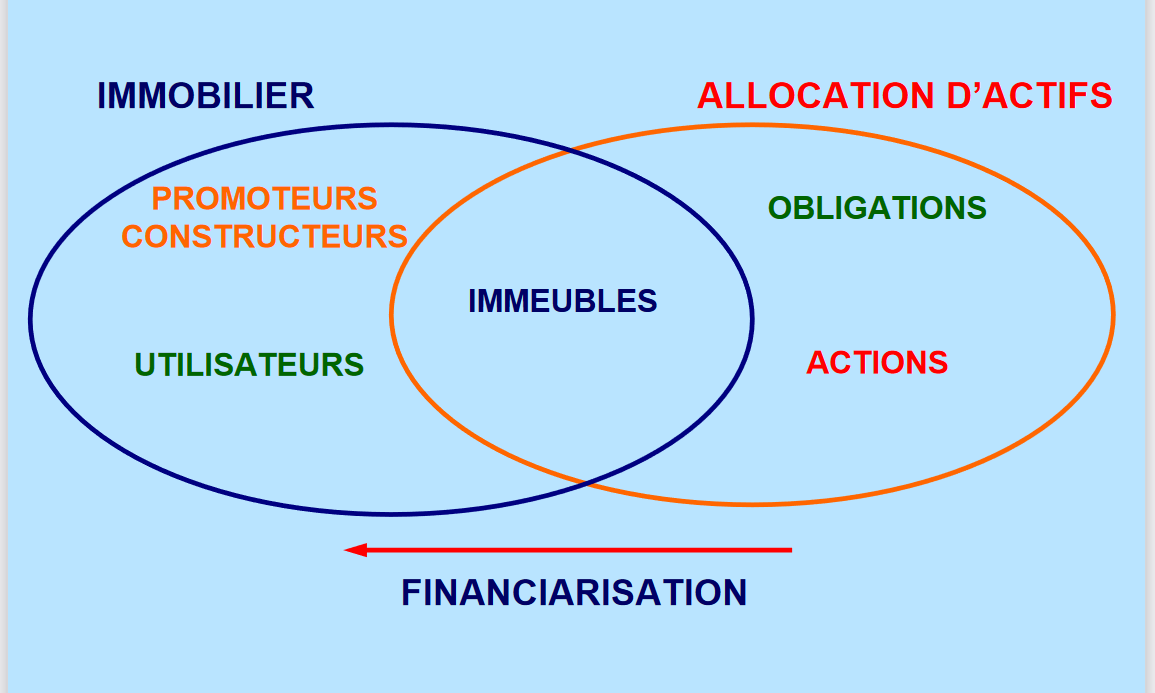 IMMOBILIER
ALLOCATION D’ACTIFS
PROMOTEURS
CONSTRUCTEURS
OBLIGATIONS
IMMEUBLES
UTILISATEURS
ACTIONS
FINANCIARISATION